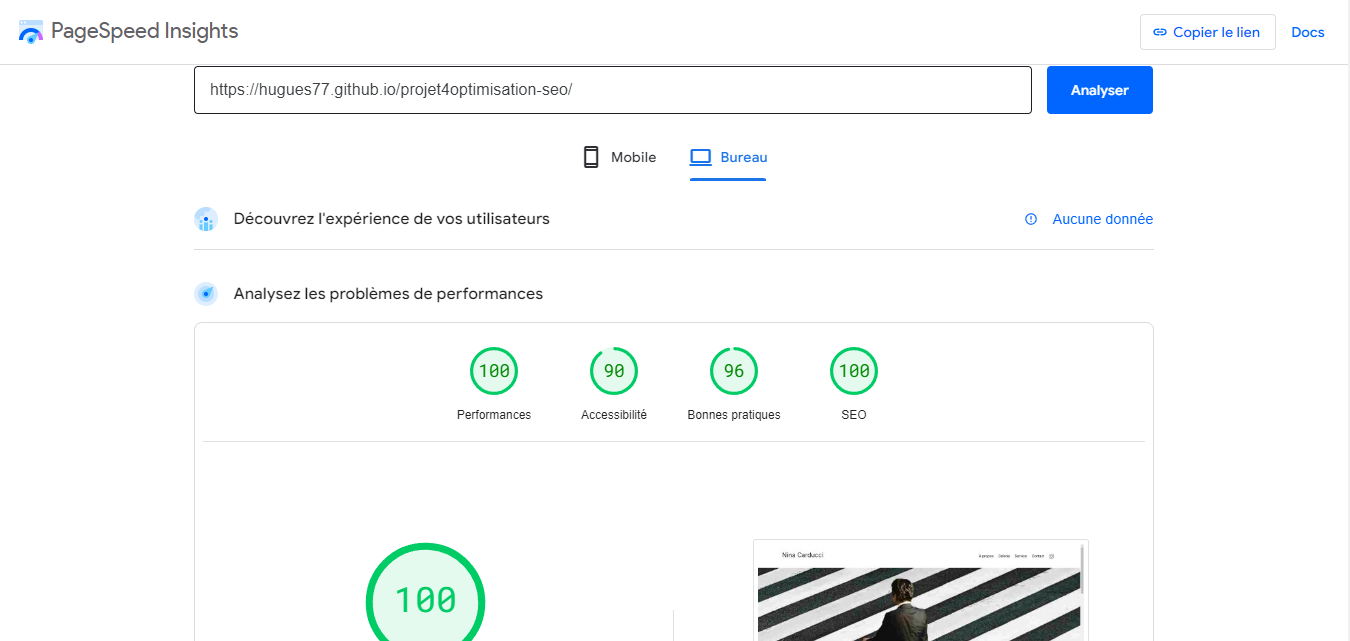 PageSpeed Insights
Copier le lien
Docs
https://hugues77.github.io/projet4optimisation-seo/
Analyser
Mobile
Bureau
Découvrez l'expérience de vos utilisateurs
Aucune donnée
Analysez les problèmes de performances
100
90
96
100
Performances
Accessibilité
Bonnes pratiques
SEO
100
Nina Carducci
A propos Galerie Service Contact